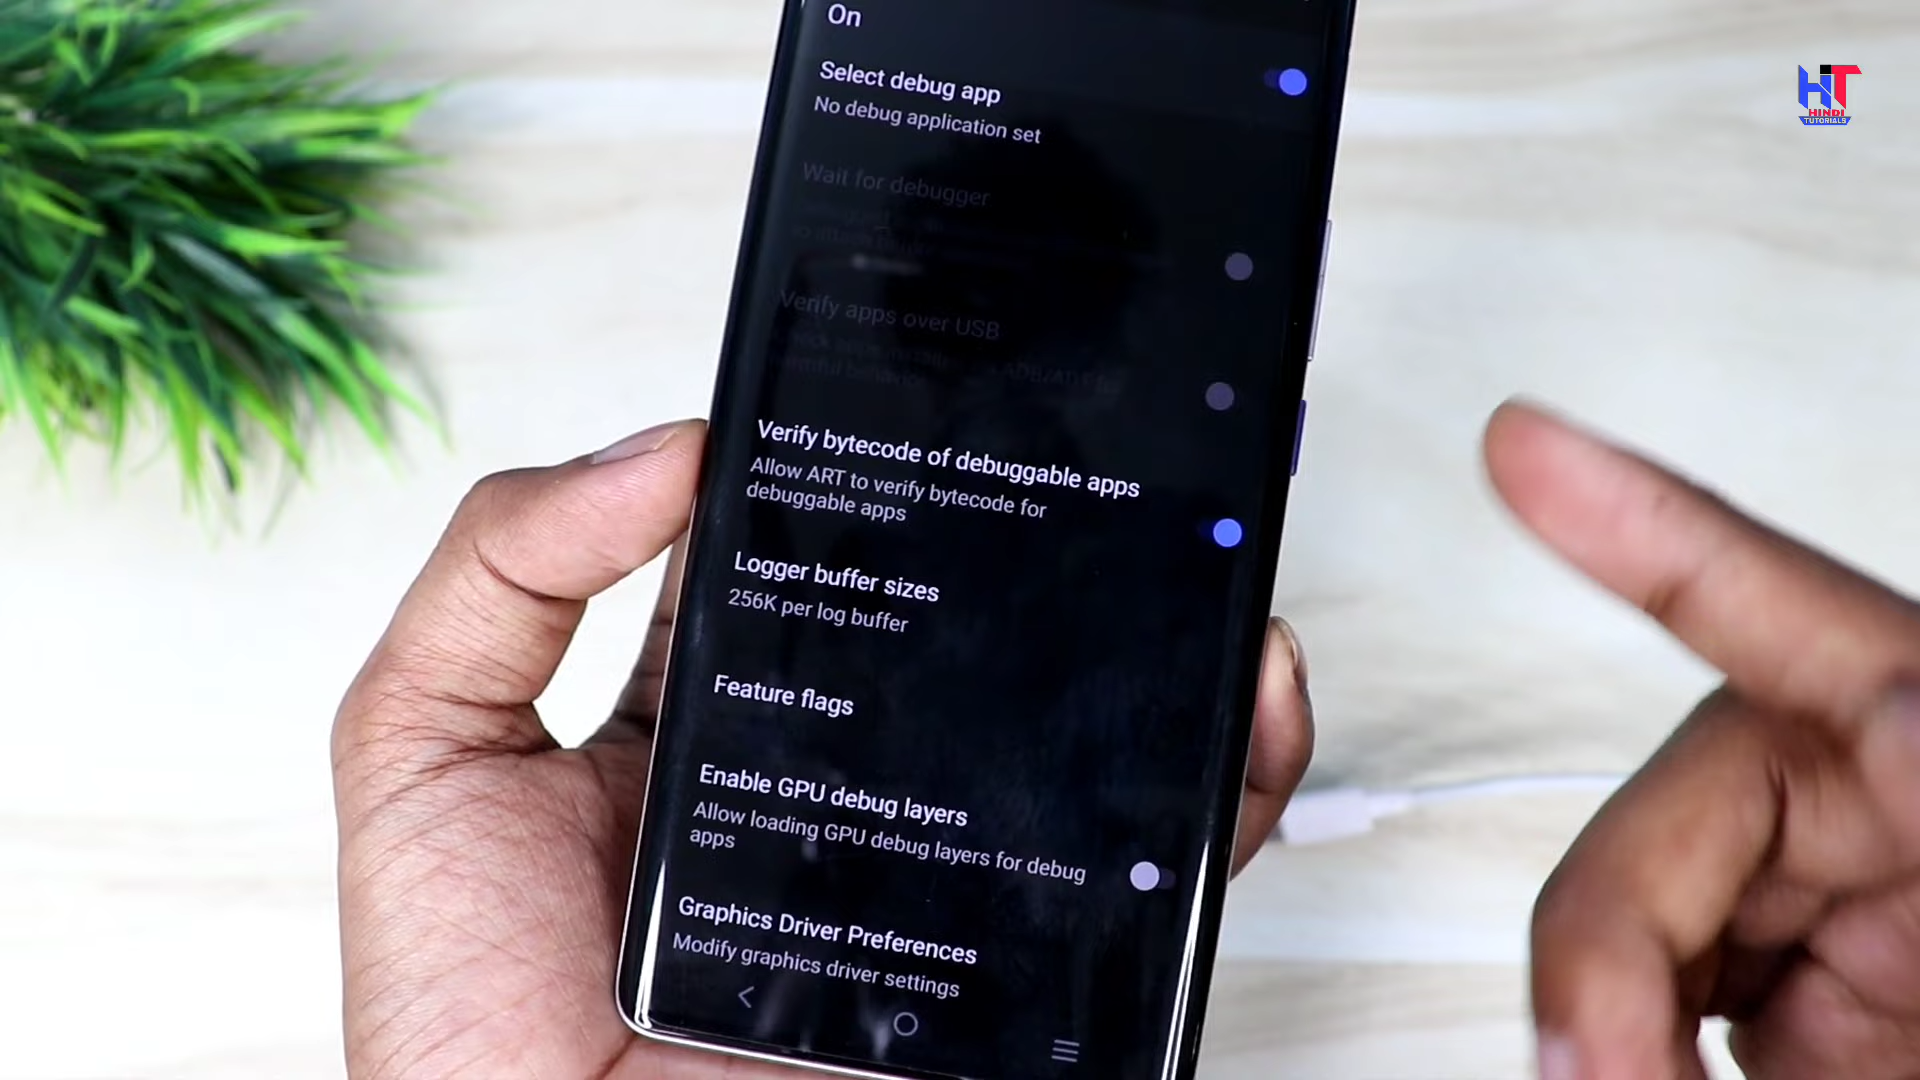 On
Select debug app
No debug application set
Wait for debugger
Verify apps over USB
Verify bytecode of debuggable apps
Allow ART to verify bytecode for
debuggable apps
Logger buffer sizes
256K per log buffer
Feature flags
Enable GPU debug layers
Allow loading GPU debug layers for debug
apps
Graphics Driver Preferences
Modify graphics driver settings
HT
HINDI
TUTORIALS